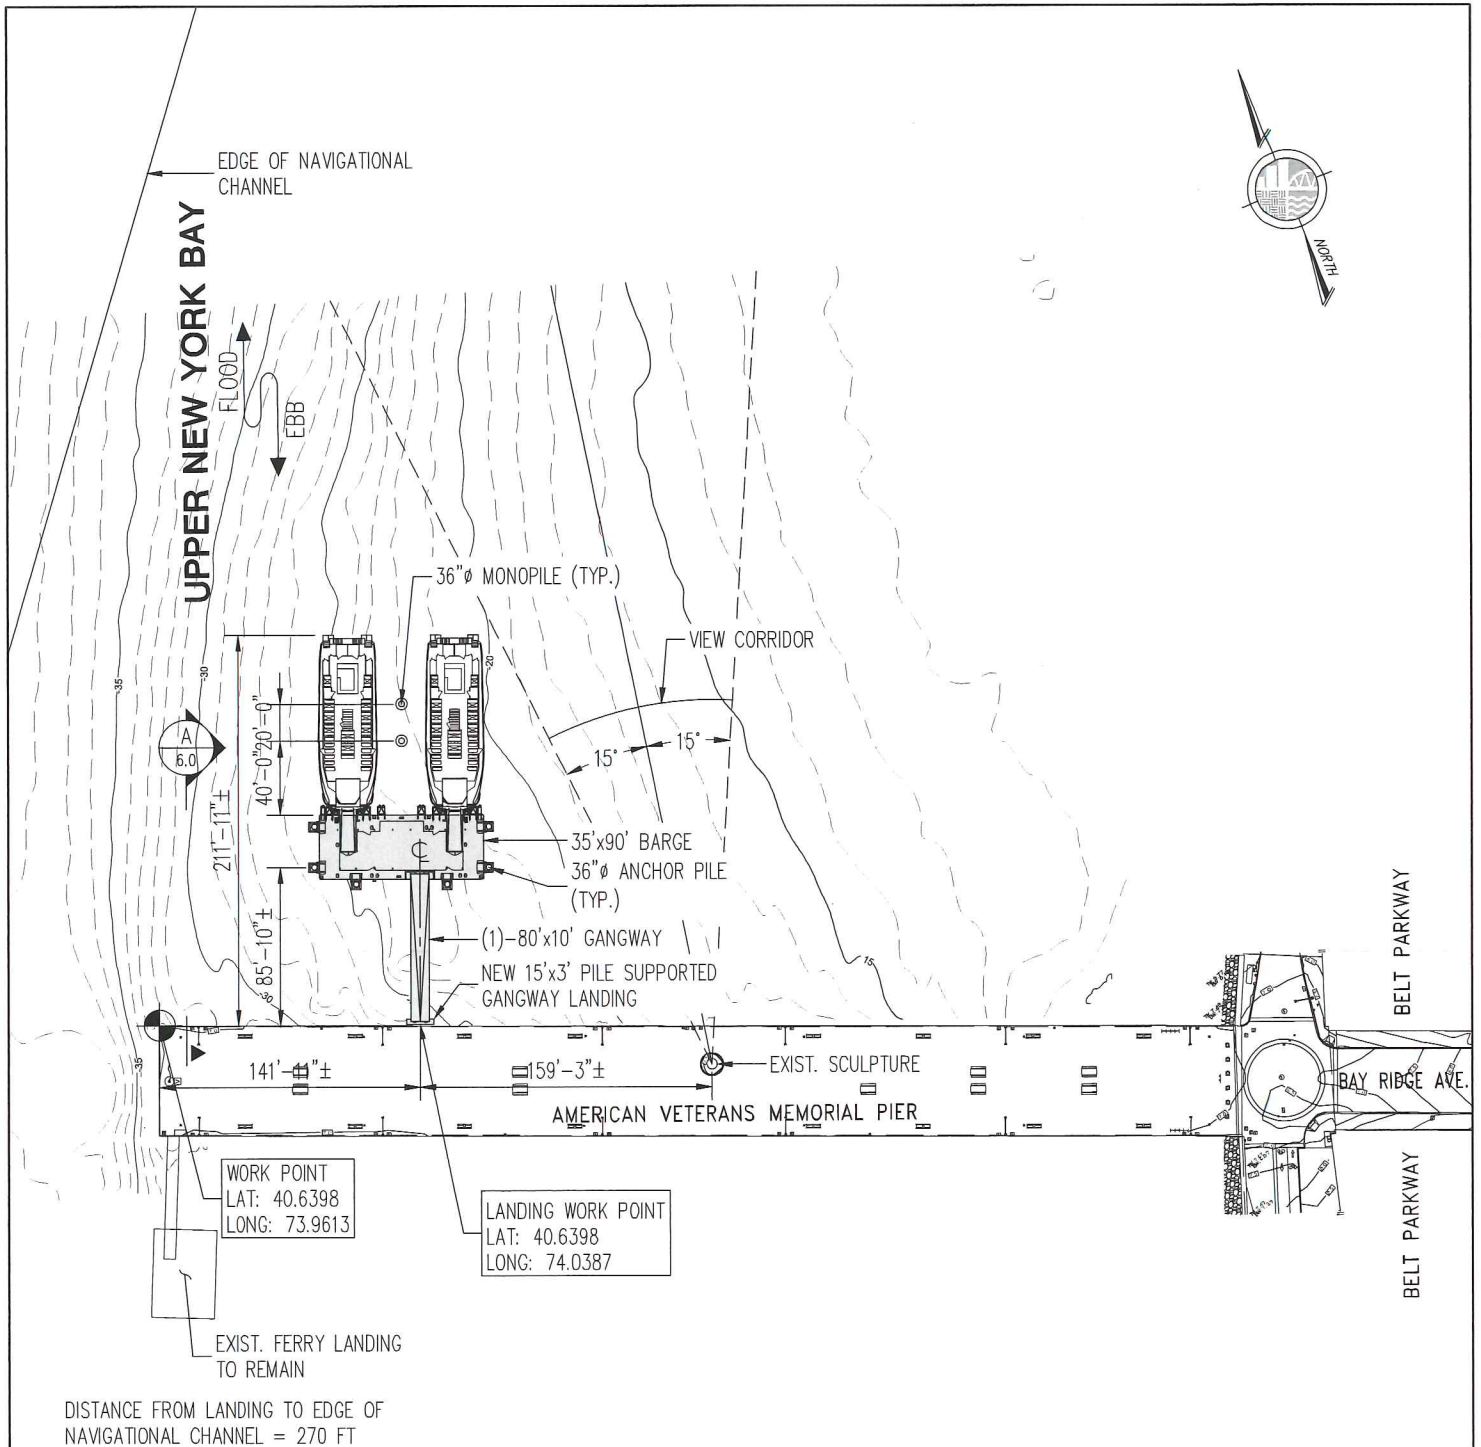 EDGE OF NAVIGATIONAL
CHANNEL
UPPER NEW YORK BAY
FLOOD
EBB
NORTH
36"ø MONOPILE (TYP.)
VIEW CORRIDOR
15°
15°
-35
-30
-20
A
6.0
20'-0"
40'-0"
211'-11"±
85'-10"±
35'x90' BARGE
36"ø ANCHOR PILE
(TYP.)
(1)-80'x10' GANGWAY
NEW 15'x3' PILE SUPPORTED
GANGWAY LANDING
-30
-15
-35
141'-11"±
159'-3"±
EXIST. SCULPTURE
AMERICAN VETERANS MEMORIAL PIER
BELT PARKWAY
BAY RIDGE AVE.
BELT PARKWAY
WORK POINT
LAT: 40.6398
LONG: 73.9613
LANDING WORK POINT
LAT: 40.6398
LONG: 74.0387
EXIST. FERRY LANDING
TO REMAIN
DISTANCE FROM LANDING TO EDGE OF
NAVIGATIONAL CHANNEL = 270 FT